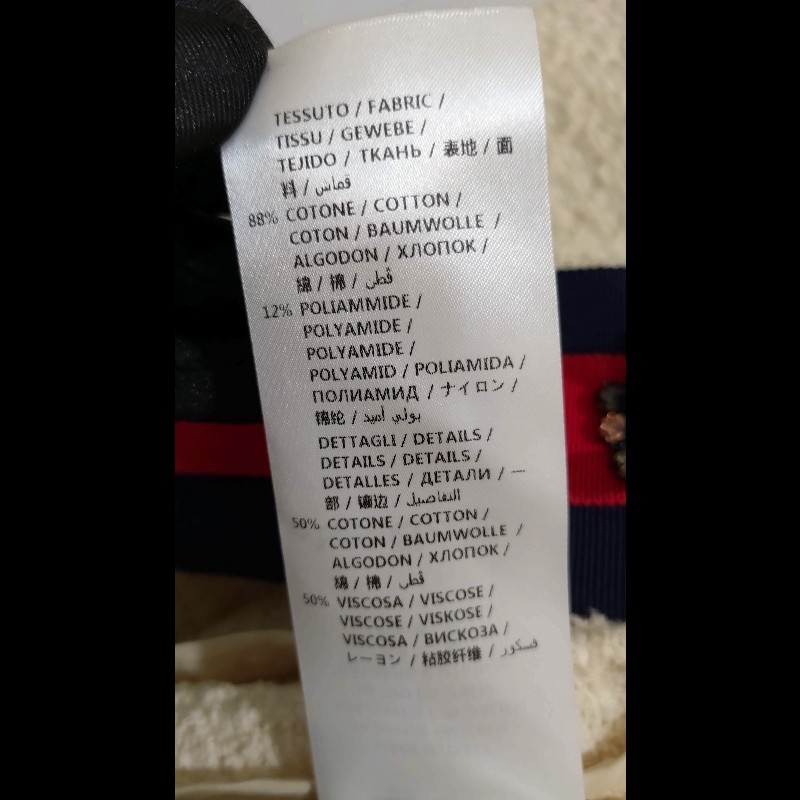 TESSUTO / FABRIC /
TISSU / GEWEBE /
TEJIDO / ТКАНЬ / 表地 / 面
料 / قماش
88% COTONE / COTTON /
COTON / BAUMWOLLE /
ALGODON / ХЛОПОК /
綿 / 棉 / قطن
12% POLIAMMIDE /
POLYAMIDE /
POLYAMIDE /
POLYAMID / POLIAMIDA /
ПОЛИАМИД / ナイロン /
锦纶 / بولي أميد
DETTAGLI / DETAILS /
DETAILS / DETAILS /
DETALLES / ДЕТАЛИ / 一
部 / 镶边 / التفاصيل
50% COTONE / COTTON /
COTON / BAUMWOLLE /
ALGODON / ХЛОПОК /
綿 / 棉 / قطن
50% VISCOSA / VISCOSE /
VISCOSE / VISKOSE /
VISCOSA / ВИСКОЗА /
レーヨン / 粘胶纤维 / فسكور